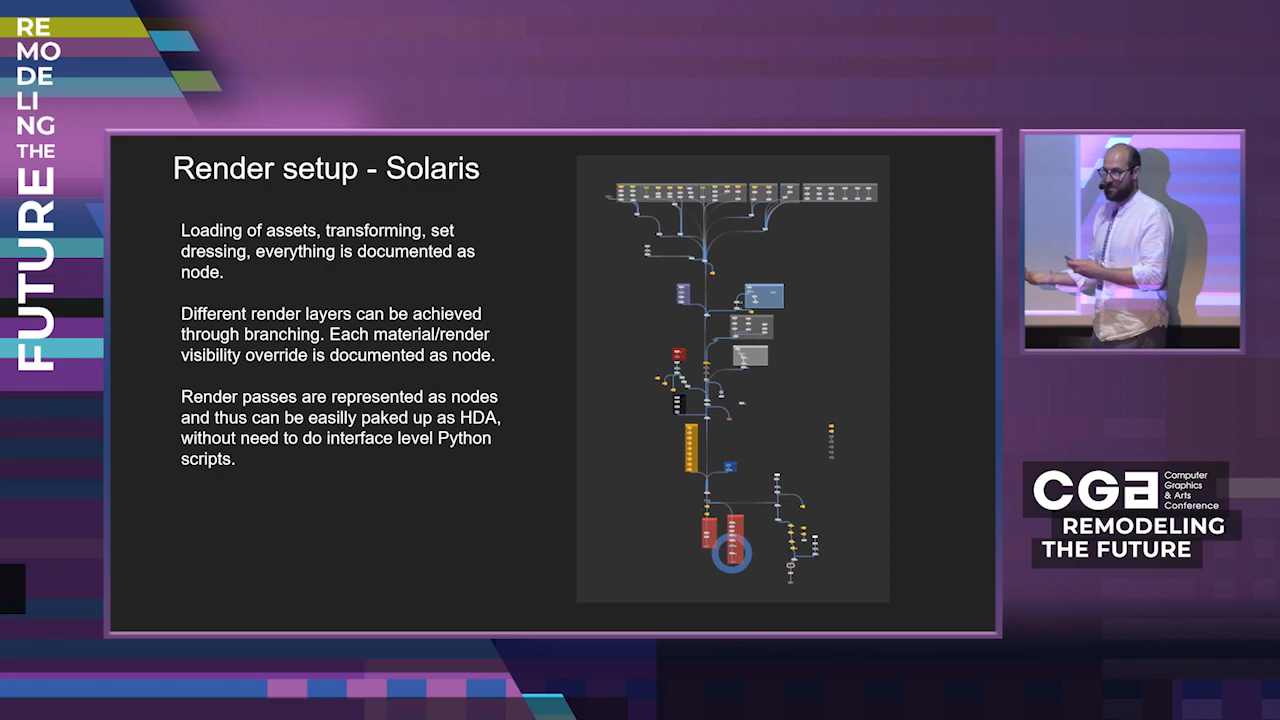 RE
MO
DE
LI
NG
THE
FUTURE
Render setup - Solaris
Loading of assets, transforming, set
dressing, everything is documented as
node.
Different render layers can be achieved
through branching. Each material/render
visibility override is documented as node.
Render passes are represented as nodes
and thus can be easilly paked up as HDA,
without need to do interface level Python
scripts.
CGA
Computer
Graphics
& Arts
Conference
REMODELING
THE FUTURE